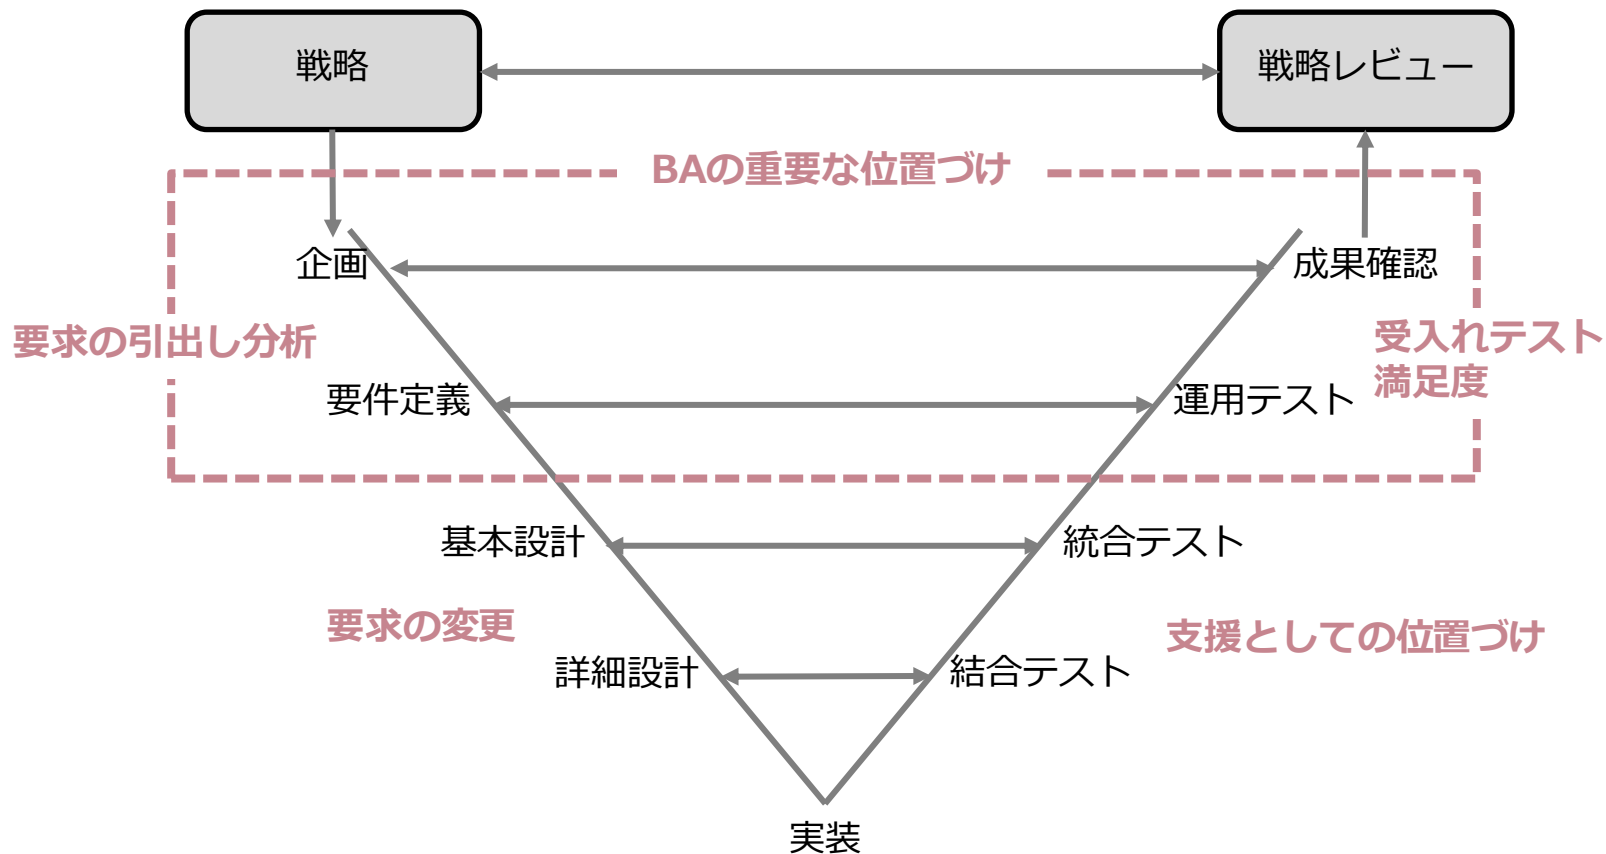 戦略
戦略レビュー
BAの重要な位置づけ
企画
成果確認
要求の引出し分析
受入れテスト
満足度
要件定義
運用テスト
基本設計
統合テスト
要求の変更
支援としての位置づけ
詳細設計
結合テスト
実装